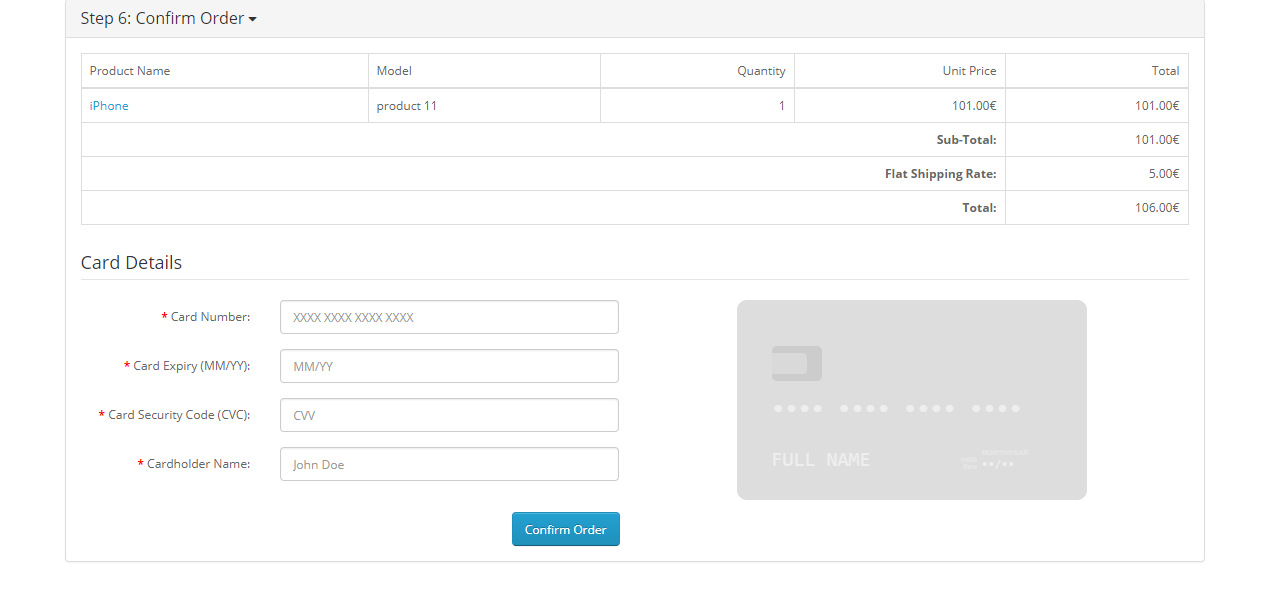 Step 6: Confirm Order
Product Name Model Quantity Unit Price Total
iPhone product 11 1 101.00€ 101.00€
Sub-Total: 101.00€
Flat Shipping Rate: 5.00€
Total: 106.00€
Card Details
* Card Number: XXXX XXXX XXXX XXXX
* Card Expiry (MM/YY): MM/YY
* Card Security Code (CVC): CVV
* Cardholder Name: John Doe
•••• •••• •••• ••••
FULL NAME ••/••
Confirm Order